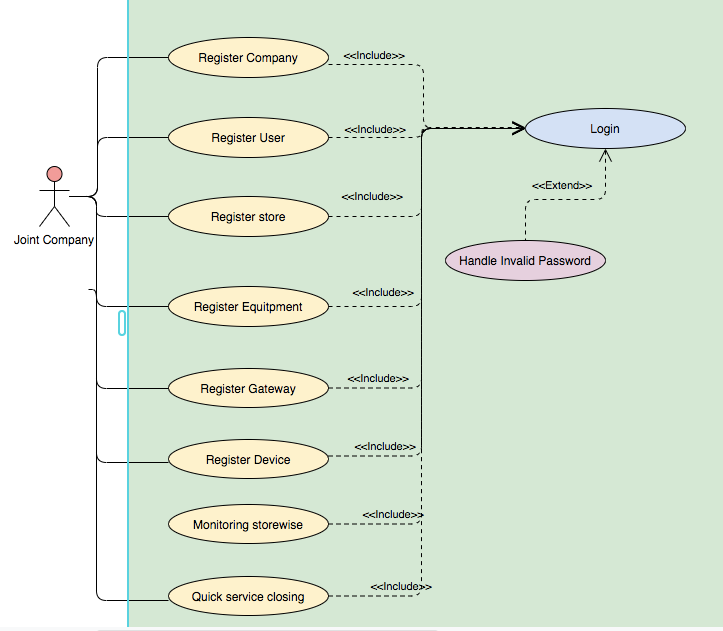 Register Company
<<Include>>
Register User
<<Include>>
Login
Register store
<<Include>>
<<Extend>>
Joint Company
Handle Invalid Password
Register Equitpment
<<Include>>
Register Gateway
<<Include>>
Register Device
<<Include>>
Monitoring storewise
<<Include>>
Quick service closing
<<Include>>